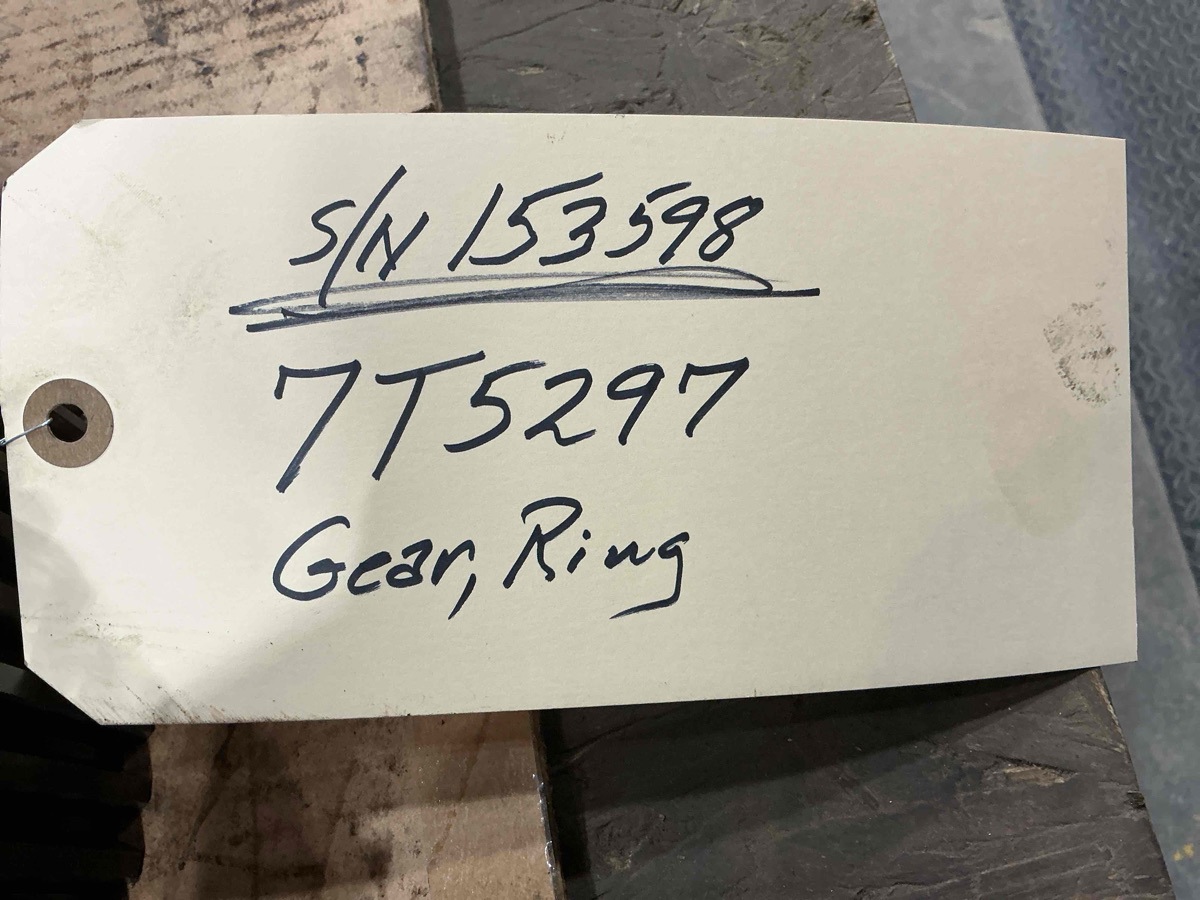 S/N 153598
7T5297
Gear, Ring